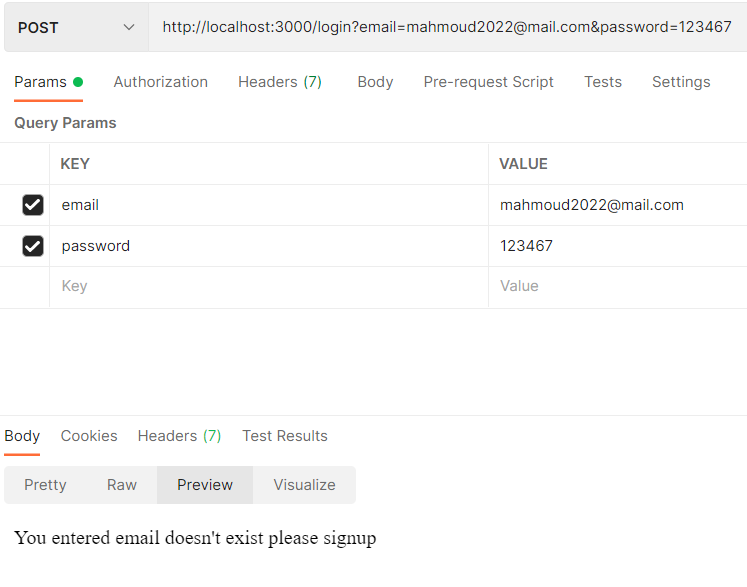 POST http://localhost:3000/login?email=mahmoud2022@mail.com&password=123467
Params Authorization Headers (7) Body Pre-request Script Tests Settings
Query Params
KEY VALUE
email mahmoud2022@mail.com
password 123467
Key Value
Body Cookies Headers (7) Test Results
Pretty Raw Preview Visualize
You entered email doesn't exist please signup